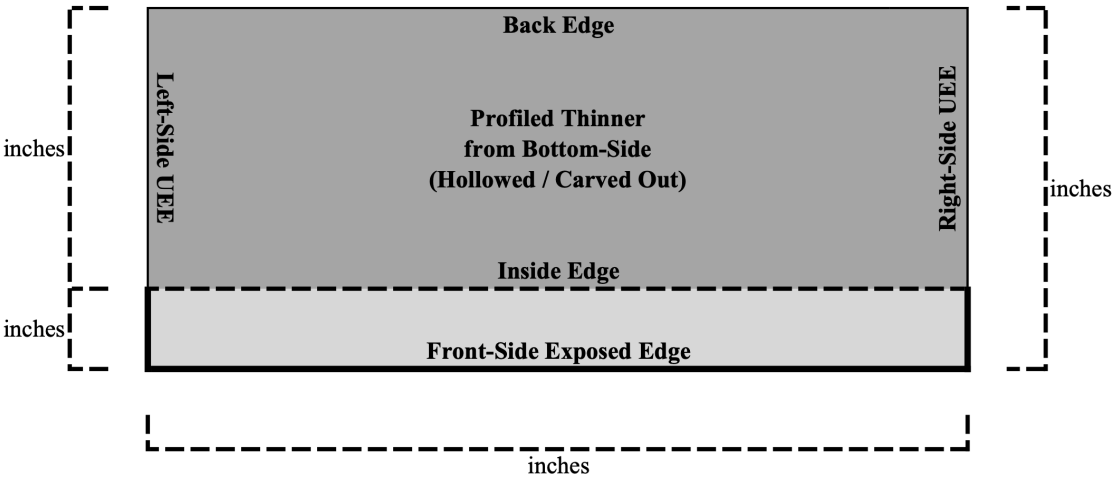 Back Edge
Left-Side UEE
Right-Side UEE
Profiled Thinner
from Bottom-Side
(Hollowed / Carved Out)
inches
inches
Inside Edge
inches
Front-Side Exposed Edge
inches